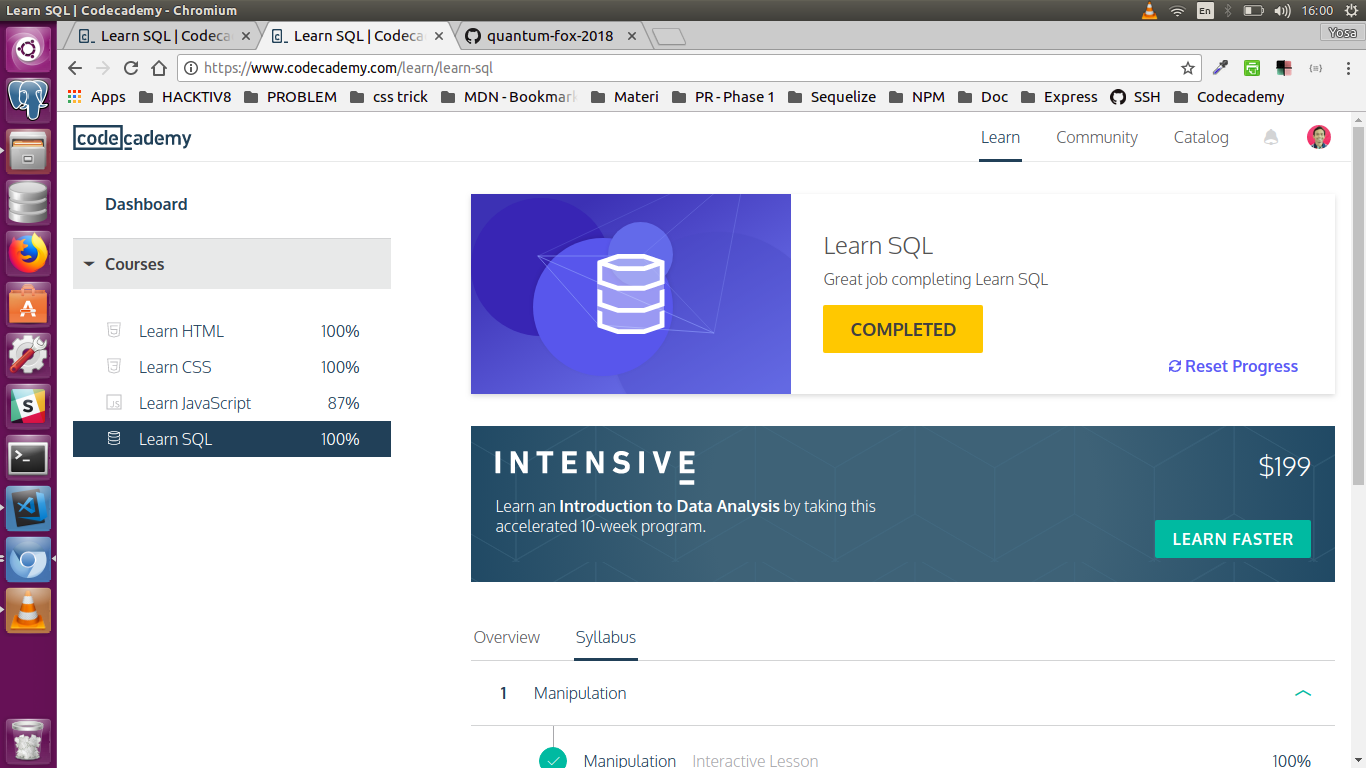 Learn SQL | Codecademy - Chromium
En
16:00
Learn SQL | Codeca
Learn SQL | Codeca
quantum-fox-2018
Yosa
https://www.codecademy.com/learn/learn-sql
Apps HACKTIV8 PROBLEM css trick MDN - Bookmark Materi PR - Phase 1 Sequelize NPM Doc Express SSH Codecademy
codecademy
Learn Community Catalog
Dashboard
Courses
Learn HTML 100%
Learn CSS 100%
JS Learn JavaScript 87%
Learn SQL 100%
Learn SQL
Great job completing Learn SQL
COMPLETED
Reset Progress
INTENSIVE
$199
Learn an Introduction to Data Analysis by taking this
accelerated 10-week program.
LEARN FASTER
Overview Syllabus
1 Manipulation
Manipulation Interactive Lesson 100%